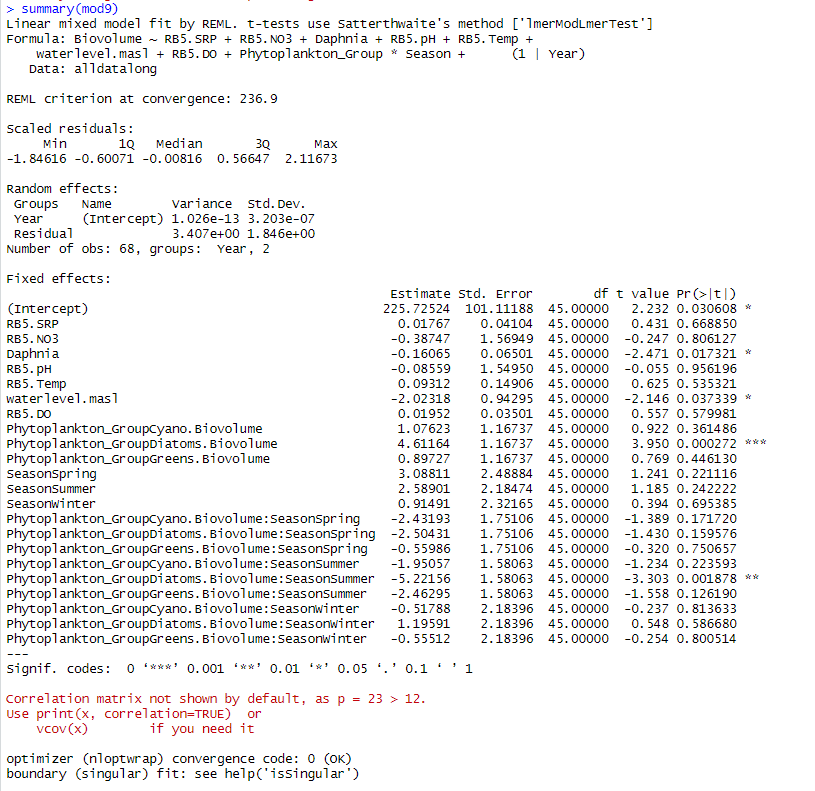 > summary(mod9)
Linear mixed model fit by REML. t-tests use Satterthwaite's method ['lmerModLmerTest']
Formula: Biovolume ~ RB5.SRP + RB5.NO3 + Daphnia + RB5.pH + RB5.Temp +
    waterlevel.masl + RB5.DO + Phytoplankton_Group * Season +      (1 | Year)
   Data: alldatalong

REML criterion at convergence: 236.9

Scaled residuals:
     Min       1Q   Median       3Q      Max
-1.84616 -0.60071 -0.00816  0.56647  2.11673

Random effects:
 Groups   Name        Variance  Std.Dev.
 Year     (Intercept) 1.026e-13 3.203e-07
 Residual             3.407e+00 1.846e+00
Number of obs: 68, groups:  Year, 2

Fixed effects:
                                                Estimate Std. Error        df t value Pr(>|t|)
(Intercept)                                    225.72524  101.11188  45.00000   2.232 0.030608 *
RB5.SRP                                          0.01767    0.04104  45.00000   0.431 0.668850
RB5.NO3                                         -0.38747    1.56949  45.00000  -0.247 0.806127
Daphnia                                         -0.16065    0.06501  45.00000  -2.471 0.017321 *
RB5.pH                                          -0.08559    1.54950  45.00000  -0.055 0.956196
RB5.Temp                                         0.09312    0.14906  45.00000   0.625 0.535321
waterlevel.masl                                 -2.02318    0.94295  45.00000  -2.146 0.037339 *
RB5.DO                                           0.01952    0.03501  45.00000   0.557 0.579981
Phytoplankton_GroupCyano.Biovolume               1.07623    1.16737  45.00000   0.922 0.361486
Phytoplankton_GroupDiatoms.Biovolume             4.61164    1.16737  45.00000   3.950 0.000272 ***
Phytoplankton_GroupGreens.Biovolume              0.89727    1.16737  45.00000   0.769 0.446130
SeasonSpring                                     3.08811    2.48884  45.00000   1.241 0.221116
SeasonSummer                                     2.58901    2.18474  45.00000   1.185 0.242222
SeasonWinter                                     0.91491    2.32165  45.00000   0.394 0.695385
Phytoplankton_GroupCyano.Biovolume:SeasonSpring   -2.43193    1.75106  45.00000  -1.389 0.171720
Phytoplankton_GroupDiatoms.Biovolume:SeasonSpring -2.50431    1.75106  45.00000  -1.430 0.159576
Phytoplankton_GroupGreens.Biovolume:SeasonSpring  -0.55986    1.75106  45.00000  -0.320 0.750657
Phytoplankton_GroupCyano.Biovolume:SeasonSummer   -1.95057    1.58063  45.00000  -1.234 0.223593
Phytoplankton_GroupDiatoms.Biovolume:SeasonSummer -5.22156    1.58063  45.00000  -3.303 0.001878 **
Phytoplankton_GroupGreens.Biovolume:SeasonSummer  -2.46295    1.58063  45.00000  -1.558 0.126190
Phytoplankton_GroupCyano.Biovolume:SeasonWinter   -0.51788    2.18396  45.00000  -0.237 0.813633
Phytoplankton_GroupDiatoms.Biovolume:SeasonWinter  1.19591    2.18396  45.00000   0.548 0.586680
Phytoplankton_GroupGreens.Biovolume:SeasonWinter  -0.55512    2.18396  45.00000  -0.254 0.800514
---
Signif. codes:  0 ‘***’ 0.001 ‘**’ 0.01 ‘*’ 0.05 ‘.’ 0.1 ‘ ’ 1

Correlation matrix not shown by default, as p = 23 > 12.
Use print(x, correlation=TRUE)  or
    vcov(x)        if you need it

optimizer (nloptwrap) convergence code: 0 (OK)
boundary (singular) fit: see help('isSingular')